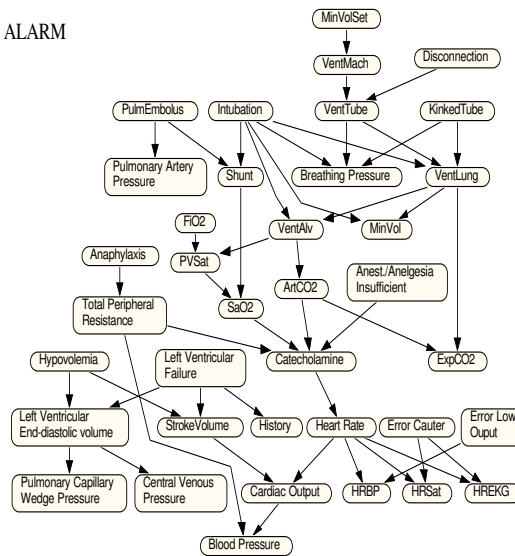 ALARM
MinVolSet
VentMach
Disconnection
PulmEmbolus
Intubation
VentTube
KinkedTube
Pulmonary Artery
Pressure
Shunt
Breathing Pressure
VentLung
FiO2
VentAlv
MinVol
Anaphylaxis
PVSat
ArtCO2
Anest./Anelgesia
Insufficient
Total Peripheral
Resistance
SaO2
Hypovolemia
Left Ventricular
Failure
Catecholamine
ExpCO2
Left Ventricular
End-diastolic volume
StrokeVolume
History
Heart Rate
Error Cauter
Error Low
Ouput
Pulmonary Capillary
Wedge Pressure
Central Venous
Pressure
Cardiac Output
HRBP
HRSat
HREKG
Blood Pressure